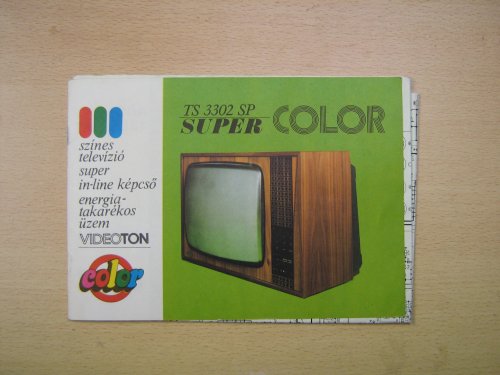 színes
televízió
super
in-line képcső
energia-
takarékos
üzem
VIDEOTON
color
TS 3302 SP
SUPER COLOR